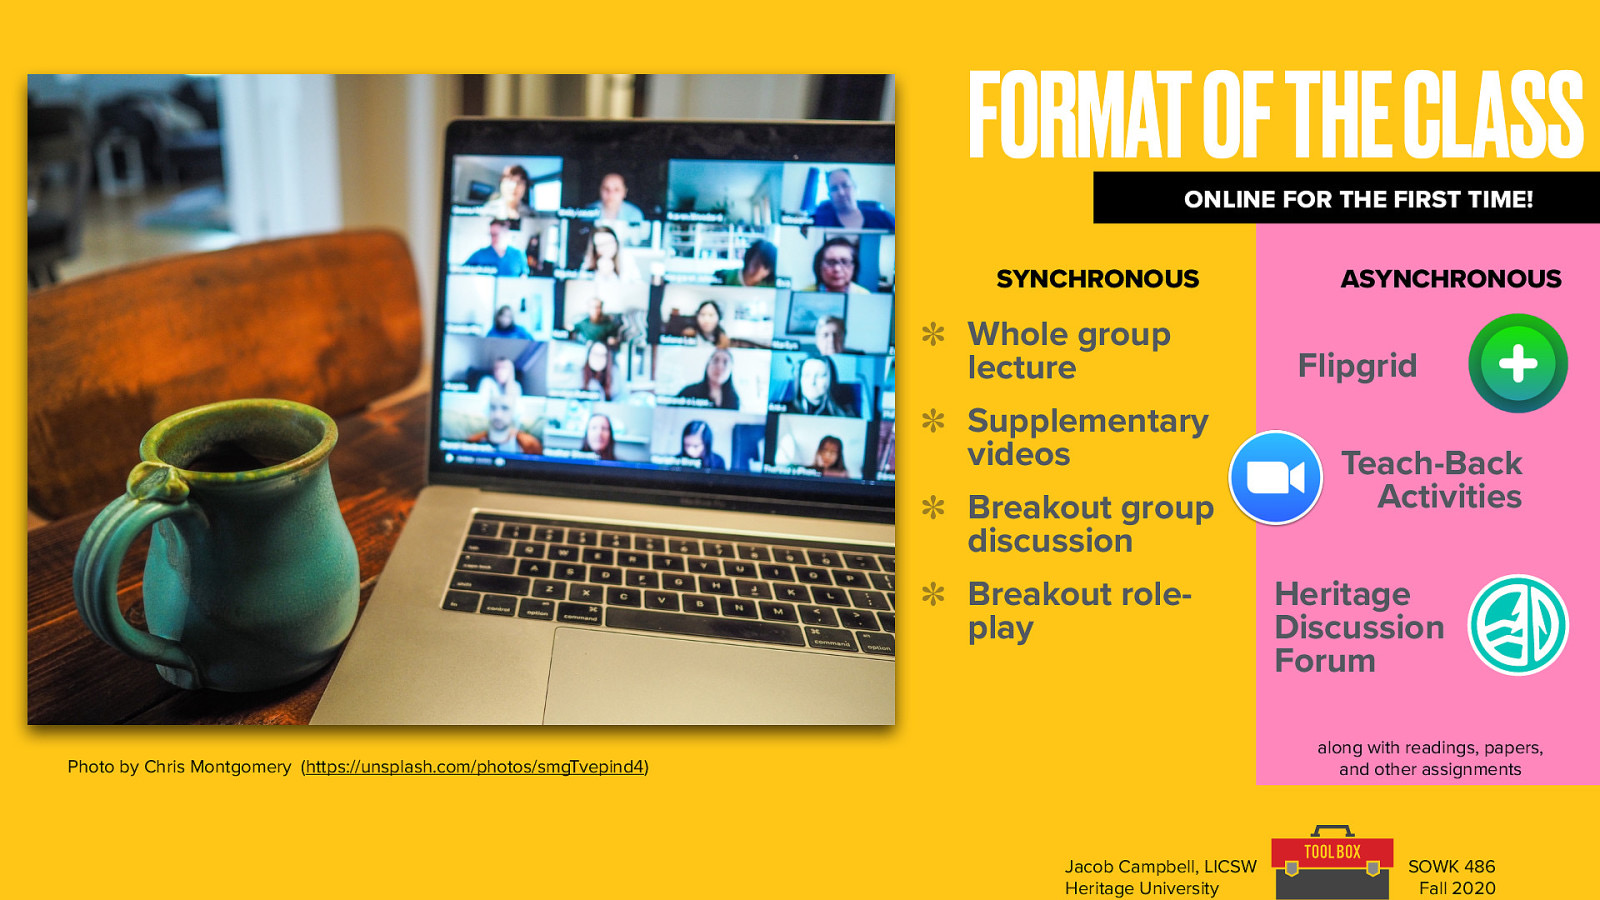 FORMAT OF THE CLASS
ONLINE FOR THE FIRST TIME!
SYNCHRONOUS
✼ Whole group
lecture
✼ Supplementary
videos
✼ Breakout group
discussion
✼ Breakout role-
play
ASYNCHRONOUS
Flipgrid
Teach-Back
Activities
Heritage
Discussion
Forum
along with readings, papers,
and other assignments
Photo by Chris Montgomery (https://unsplash.com/photos/smgTvepind4)
Jacob Campbell, LICSW
Heritage University
TOOL BOX
SOWK 486
Fall 2020